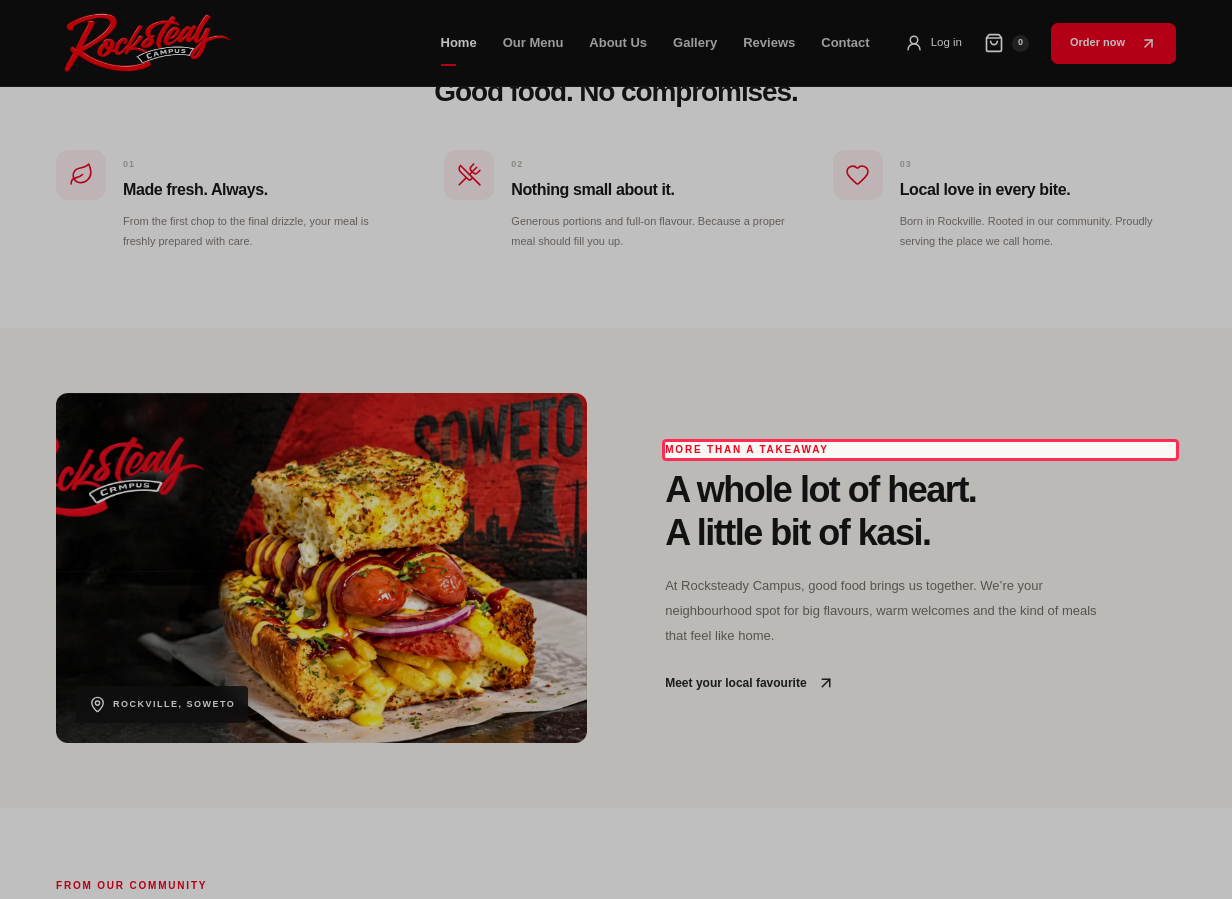 Rocksteady
CAMPUS
Home
Our Menu
About Us
Gallery
Reviews
Contact
Log in
0
Order now
Good food. No compromises.
01
Made fresh. Always.
From the first chop to the final drizzle, your meal is
freshly prepared with care.
02
Nothing small about it.
Generous portions and full-on flavour. Because a proper
meal should fill you up.
03
Local love in every bite.
Born in Rockville. Rooted in our community. Proudly
serving the place we call home.
SOWETO
cksteady
CAMPUS
ROCKVILLE, SOWETO
MORE THAN A TAKEAWAY
A whole lot of heart.
A little bit of kasi.
At Rocksteady Campus, good food brings us together. We’re your
neighbourhood spot for big flavours, warm welcomes and the kind of meals
that feel like home.
Meet your local favourite
FROM OUR COMMUNITY